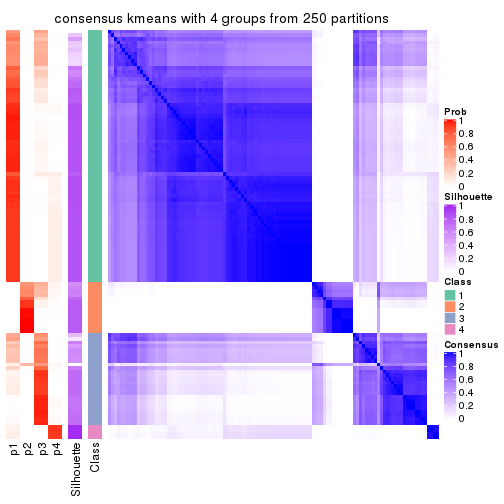 consensus kmeans with 4 groups from 250 partitions
Prob
1
0.8
0.6
0.4
0.2
0
Silhouette
1
0.8
0.6
0.4
0.2
0
Class
1
2
3
4
Consensus
1
0.8
0.6
0.4
0.2
0
p1
p2
p3
p4
Silhouette
Class